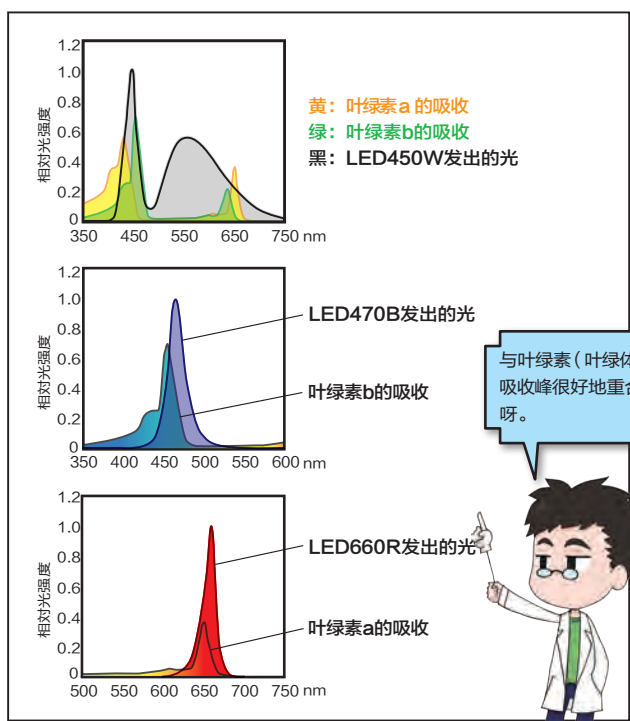 1.2
1.0
0.8
0.6
0.4
0.2
0
相对光强度
350 450 550 650 750 nm
黄：叶绿素a 的吸收
绿：叶绿素b的吸收
黑：LED450W发出的光
1.2
1.0
0.8
0.6
0.4
0.2
0
相对光强度
350 400 450 500 550 600 nm
LED470B发出的光
叶绿素b的吸收
与叶绿素（叶绿体
吸收峰很好地重合
呀。
1.2
1.0
0.8
0.6
0.4
0.2
0
相对光强度
500 550 600 650 700 750 nm
LED660R发出的光
叶绿素a的吸收